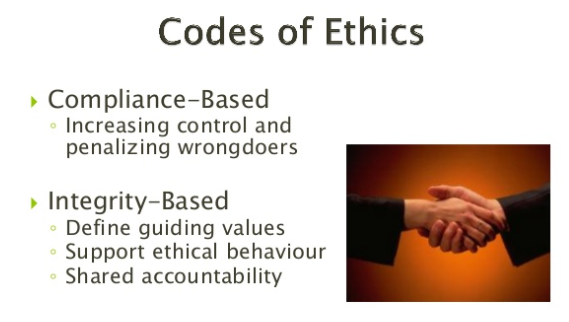 Codes of Ethics
Compliance-Based
Increasing control and
penalizing wrongdoers
Integrity-Based
Define guiding values
Support ethical behaviour
Shared accountability